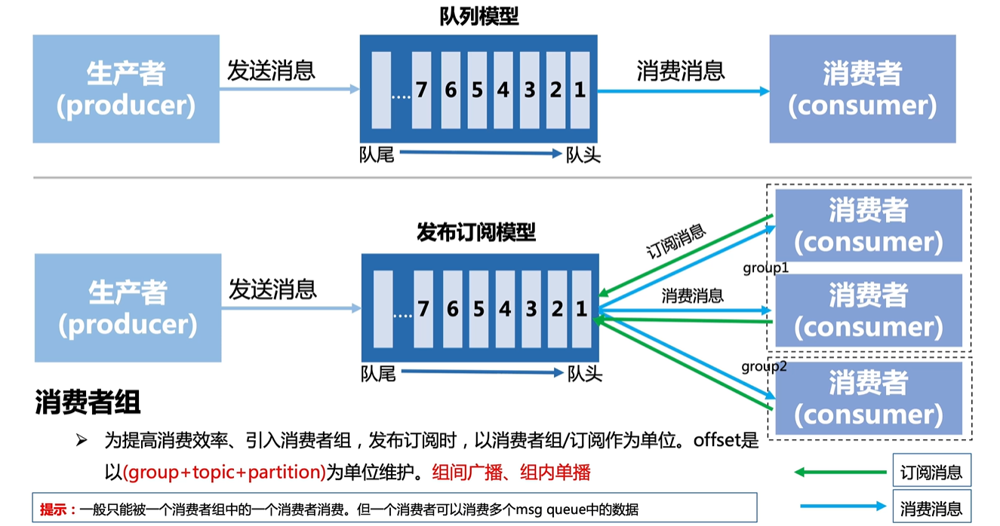 队列模型
生产者
(producer)
发送消息
....
7 6 5 4 3 2 1
消费消息
消费者
(consumer)
队尾
队头
发布订阅模型
生产者
(producer)
发送消息
....
7 6 5 4 3 2 1
队尾
队头
订阅消息
消费消息
group1
消费者
(consumer)
消费者
(consumer)
group2
消费者
(consumer)
消费者组
➢ 为提高消费效率、引入消费者组，发布订阅时，以消费者组/订阅作为单位。offset是
以(group+topic+partition)为单位维护。组间广播、组内单播
订阅消息
消费消息
提示：一般只能被一个消费者组中的一个消费者消费。但一个消费者可以消费多个msg queue中的数据